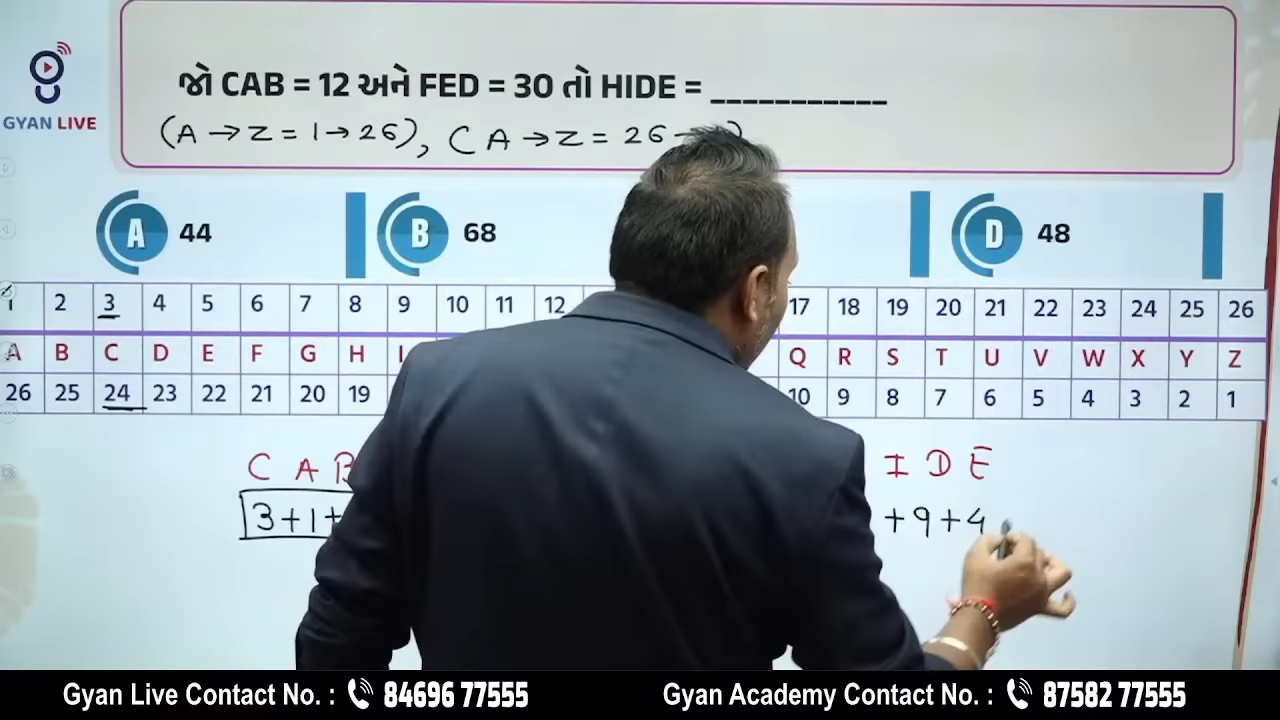 GYAN LIVE
જો CAB = 12 અને FED = 30 તો HIDE = ___________
(A → Z = 1 → 26), (A → Z = 26
A 44
B 68
D 48
1 2 3 4 5 6 7 8 9 10 11 12 17 18 19 20 21 22 23 24 25 26
A B C D E F G H I Q R S T U V W X Y Z
26 25 24 23 22 21 20 19 10 9 8 7 6 5 4 3 2 1
C A B I D E
3+1+ +9+4
Gyan Live Contact No. : 84696 77555 Gyan Academy Contact No. : 87582 77555